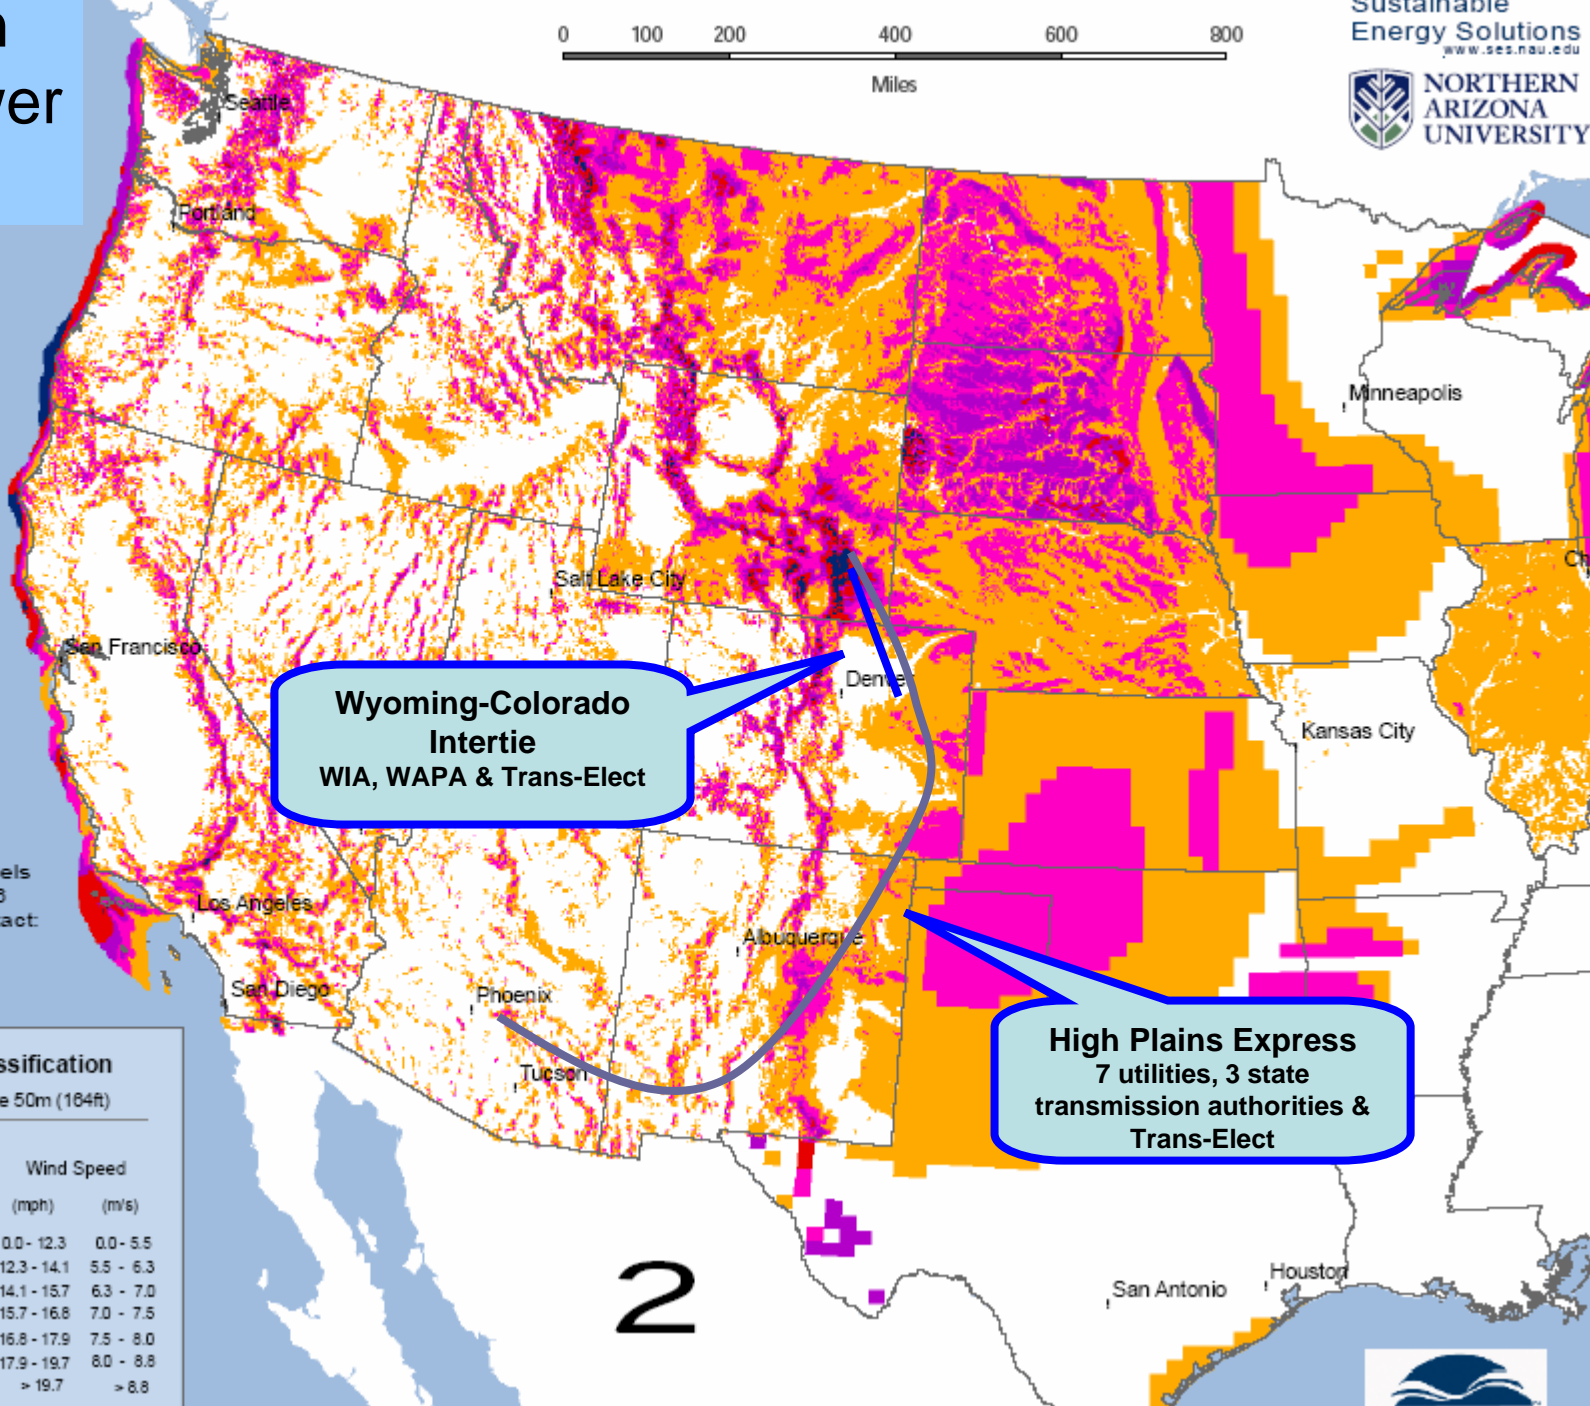 ver
0 100 200 400 600 800
Miles
Sustainable
Energy Solutions
www.ses.nau.edu
NORTHERN
ARIZONA
UNIVERSITY
Seattle
Portland
Minneapolis
Salt Lake City
San Francisco
Denver
Kansas City
Wyoming-Colorado
Intertie
WIA, WAPA & Trans-Elect
Los Angeles
Albuquerque
San Diego
Phoenix
Tucson
High Plains Express
7 utilities, 3 state
transmission authorities &
Trans-Elect
San Antonio
Houston
2
els
act:
ssification
e 50m (164ft)
Wind Speed
(mph) (m/s)
0.0 - 12.3 0.0 - 5.5
12.3 - 14.1 5.5 - 6.3
14.1 - 15.7 6.3 - 7.0
15.7 - 16.8 7.0 - 7.5
16.8 - 17.9 7.5 - 8.0
17.9 - 19.7 8.0 - 8.8
> 19.7 > 8.8